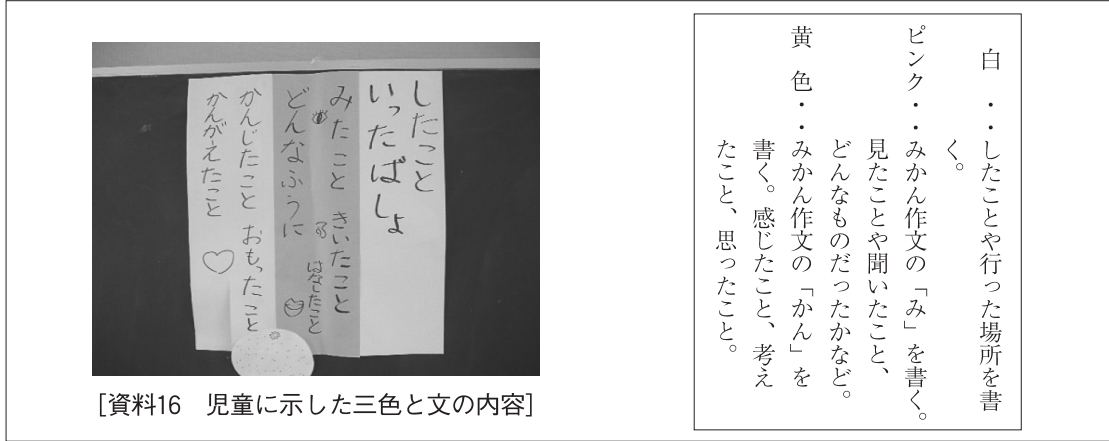 したこと
いったばしょ
みたこと きいたこと
はなしたこと
どんなふうに
かんじたこと おもったこと
かんがえたこと
[資料16 児童に示した三色と文の内容]
白 ・・したことや行った場所を書
く。
ピンク・・みかん作文の「み」を書く。
見たことや聞いたこと、
どんなものだったかなど。
黄 色・・みかん作文の「かん」を
書く。感じたこと、考え
たこと、思ったこと。